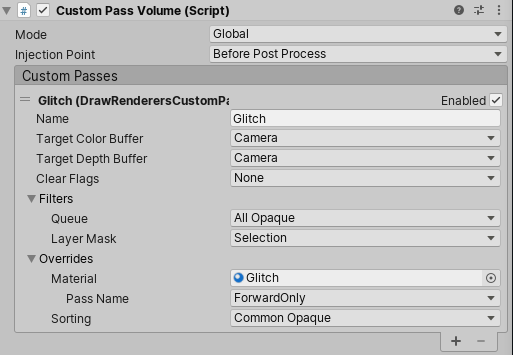 Custom Pass Volume (Script)
Mode Global
Injection Point Before Post Process
Custom Passes
Glitch (DrawRenderersCustomPa Enabled
Name Glitch
Target Color Buffer Camera
Target Depth Buffer Camera
Clear Flags None
Filters
Queue All Opaque
Layer Mask Selection
Overrides
Material Glitch
Pass Name ForwardOnly
Sorting Common Opaque